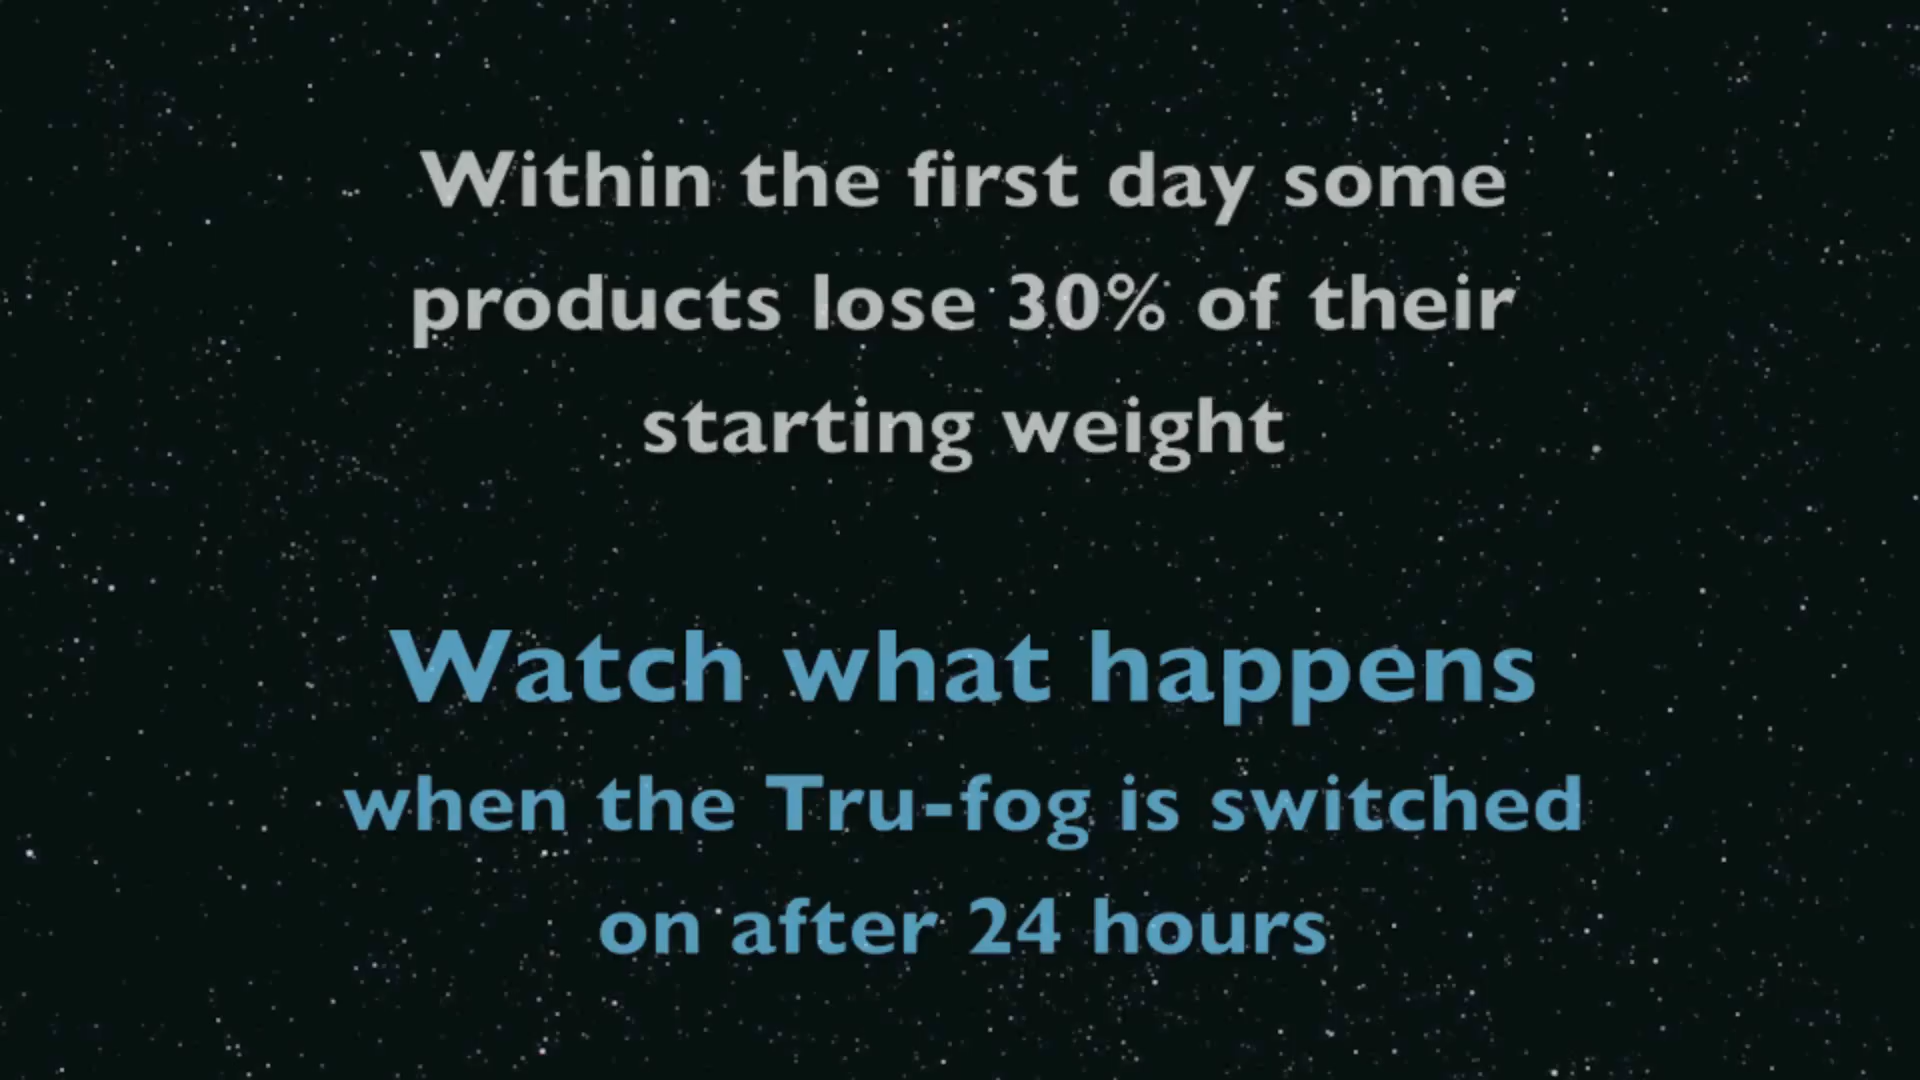 Within the first day some
products lose 30% of their
starting weight
Watch what happens
when the Tru-fog is switched
on after 24 hours